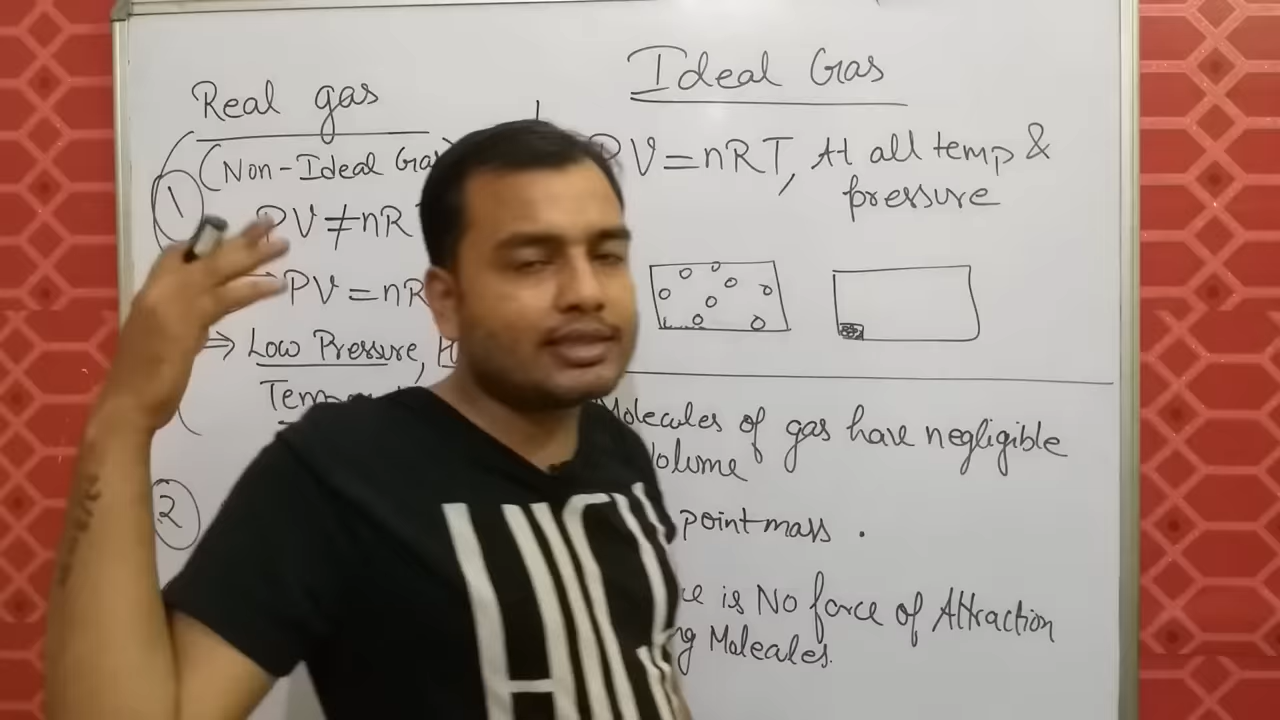 Real gas
(Non-Ideal Gas
1
PV ≠ nR
PV = nR
⇒ Low Pressure, H
Ideal Gas
PV = nRT, At all temp &
pressure
Molecules of gas have negligible
Volume
2
point mass .
is No force of Attraction
Molecules.